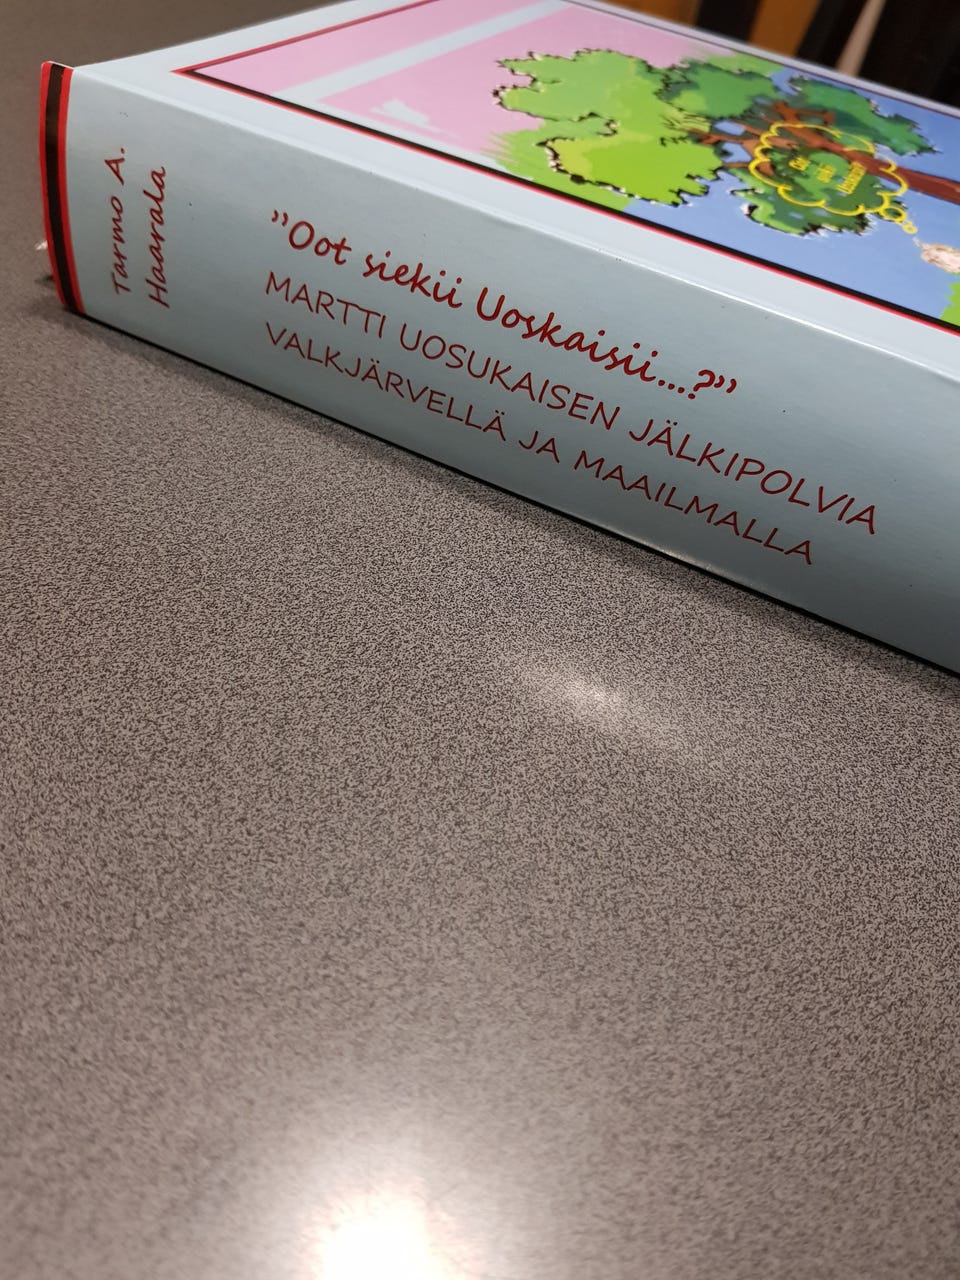 Tarmo A.
Haarala
”Oot siekii Uoskaisii...?”
MARTTI UOSUKAISEN JÄLKIPOLVIA
VALKJÄRVELLÄ JA MAAILMALLA